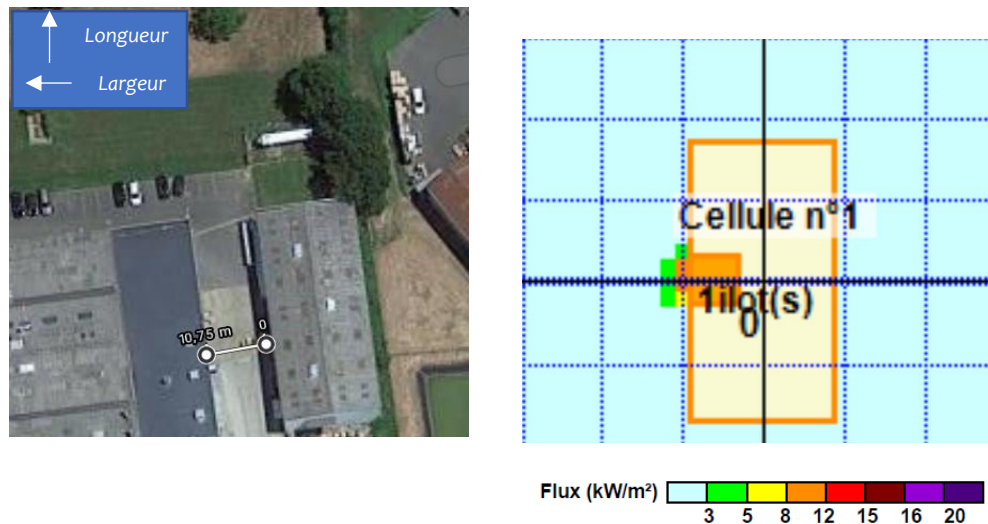 Longueur
Largeur
10,75 m
0
Cellule n°1
1ilot(s)
0
Flux (kW/m²)
3 5 8 12 15 16 20